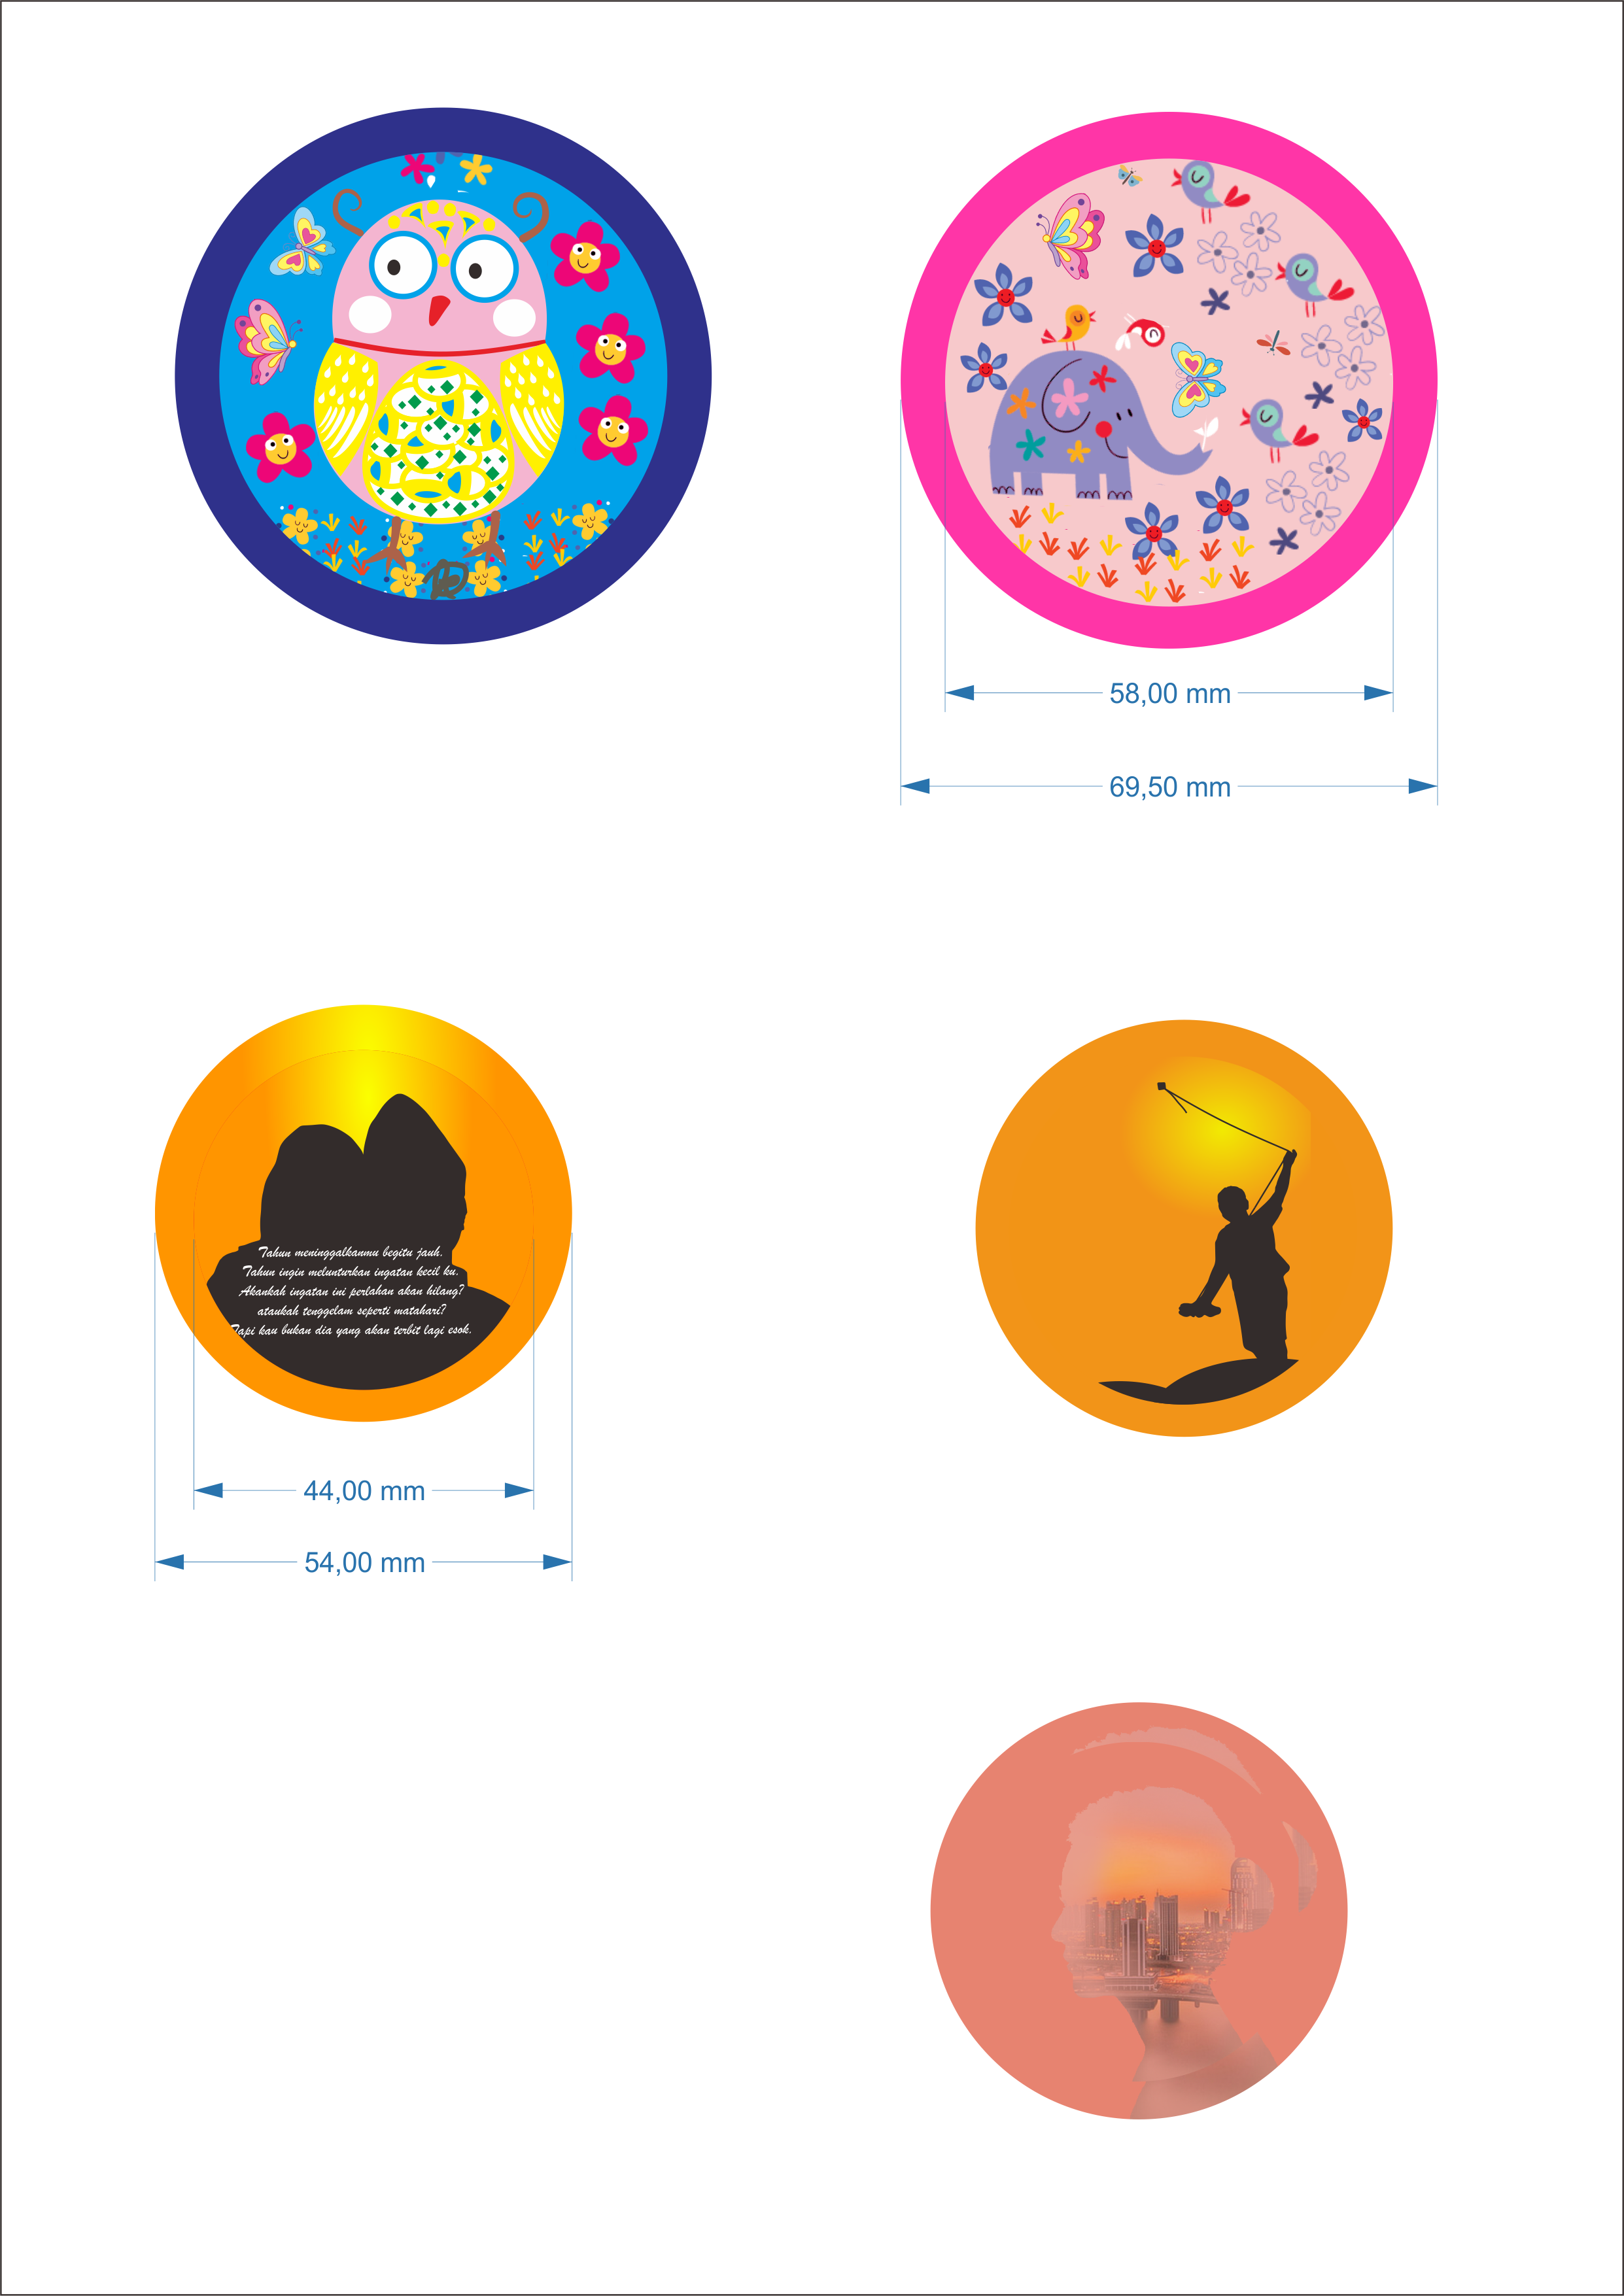 58,00 mm
69,50 mm
Tahun meninggalkanmu begitu jauh.
Tahun ingin melunturkan ingatan kecil ku.
Akankah ingatan ini perlahan akan hilang?
ataukah tenggelam seperti matahari?
Tapi kau bukan dia yang akan terbit lagi esok.
44,00 mm
54,00 mm